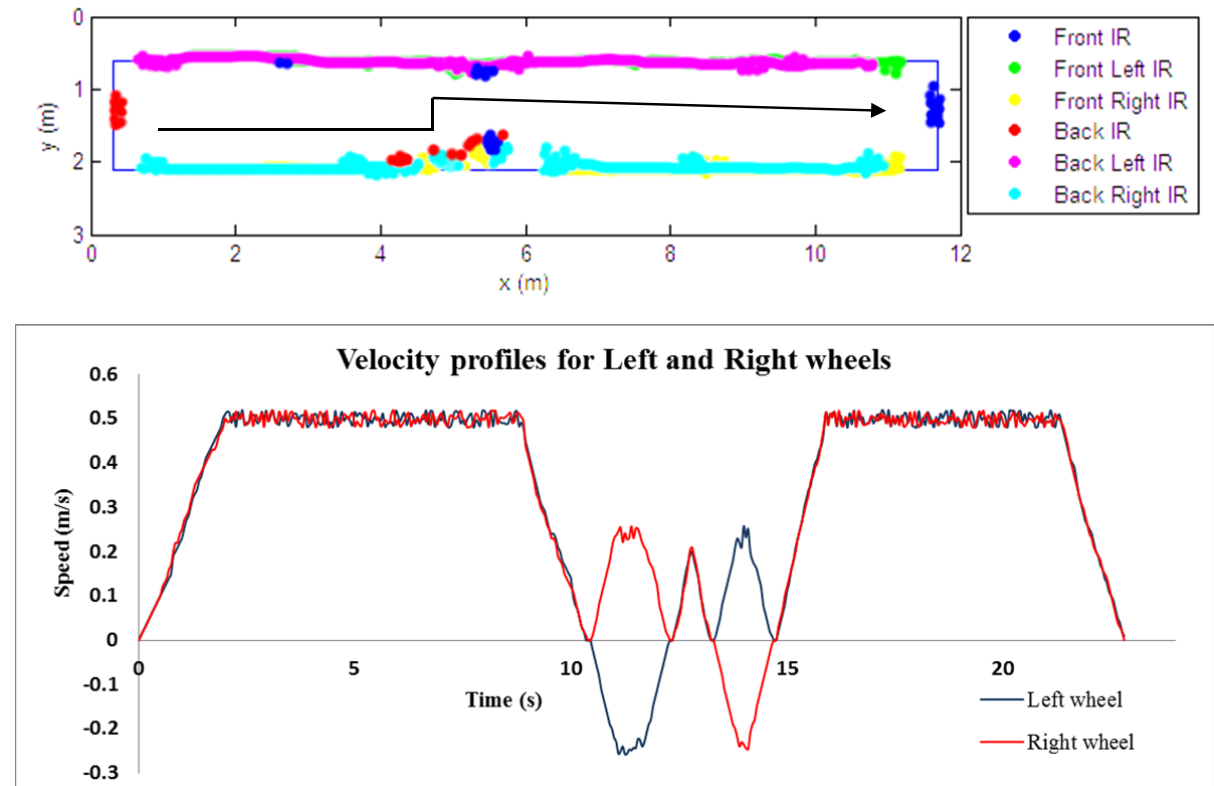 0
1
2
3
y (m)
0
2
4
6
8
10
12
x (m)
Front IR
Front Left IR
Front Right IR
Back IR
Back Left IR
Back Right IR
Velocity profiles for Left and Right wheels
0.6
0.5
0.4
0.3
0.2
0.1
0
-0.1
-0.2
-0.3
Speed (m/s)
0
5
10
15
20
Time (s)
Left wheel
Right wheel